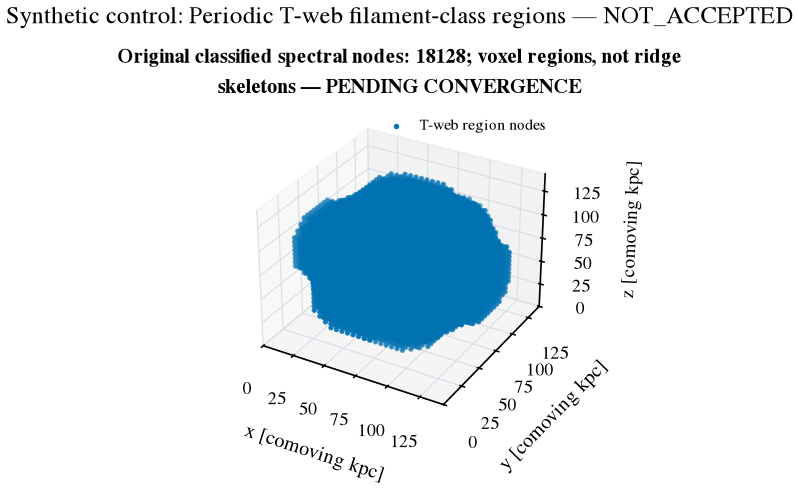 Synthetic control: Periodic T-web filament-class regions — NOT_ACCEPTED
Original classified spectral nodes: 18128; voxel regions, not ridge
skeletons — PENDING CONVERGENCE
T-web region nodes
125
100
75
50
25
0
z [comoving kpc]
0
25
50
75
100
125
x [comoving kpc]
0
25
50
75
100
125
y [comoving kpc]